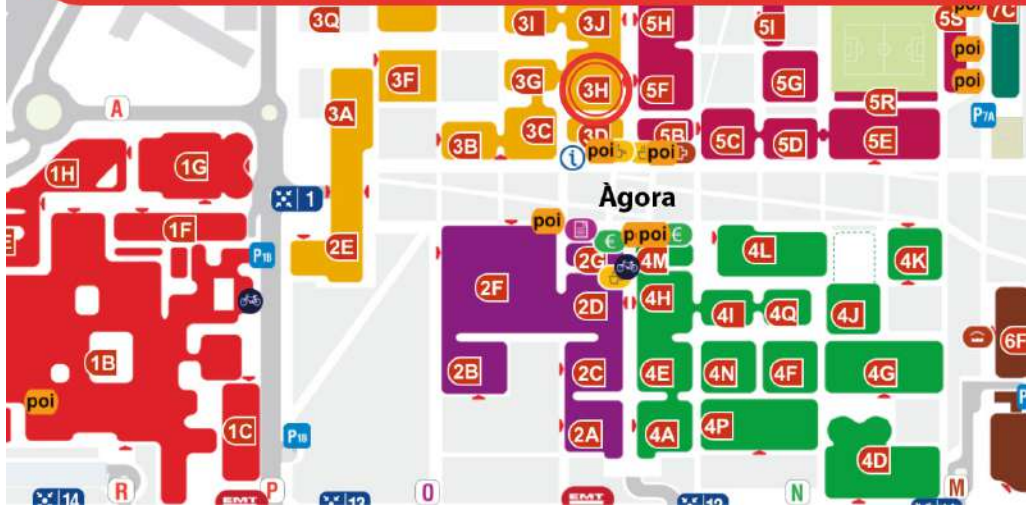 3Q
3I
3J
5H
5I
5S
poi
7C
3F
3G
3H
5F
5G
poi
poi
A
3A
5R
P7A
3B
3C
3D
5B
5C
5D
5E
i
poi
poi
1H
1G
1
Àgora
1F
P1B
2E
poi
€
poi
€
2G
4M
4L
4K
2F
2D
4H
4I
4Q
4J
1B
6F
2B
2C
4E
4N
4F
4G
poi
1C
P1B
2A
4A
4P
4D
14
R
EMT
P
O
EMT
N
M